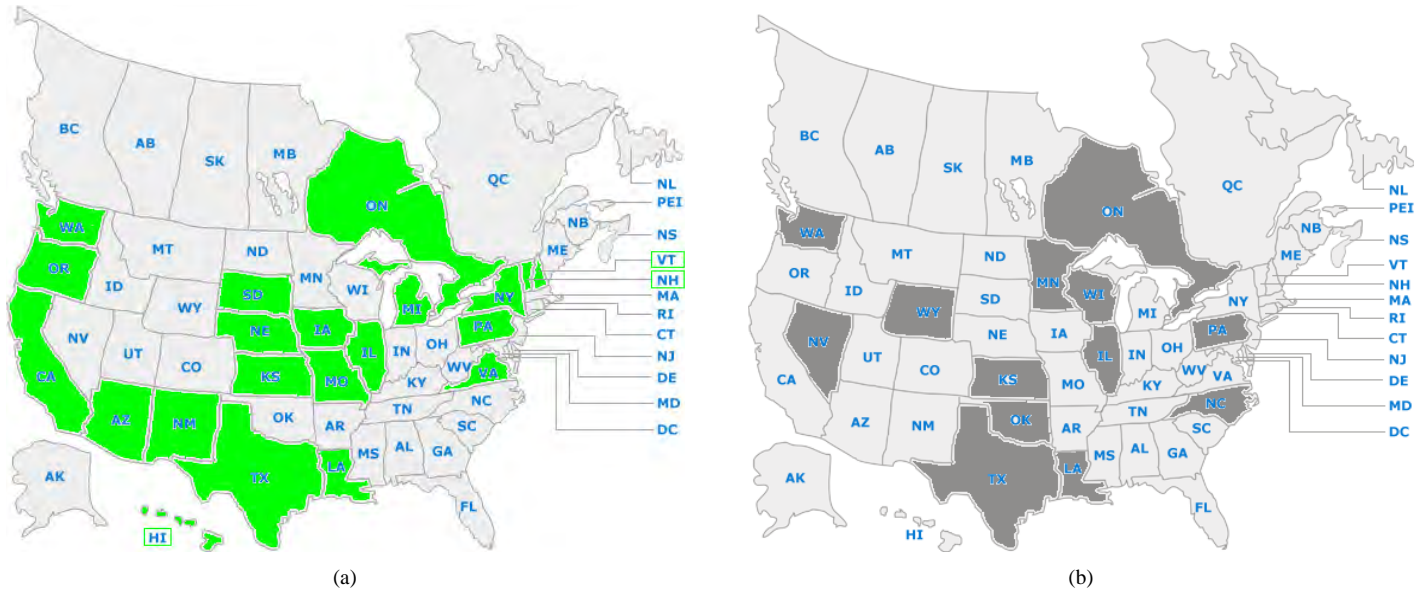 BC
AB
SK
MB
QC
ON
NL
PEI
NB
NS
ME
WA
MT
ND
MN
VT
OR
ID
SD
WI
MI
NY
NH
MA
RI
WY
NE
IA
PA
CT
NV
UT
CO
IL
IN
OH
NJ
CA
KS
MO
KY
WV
VA
DE
AZ
NM
OK
AR
TN
NC
MD
SC
DC
TX
LA
MS
AL
GA
AK
FL
HI
(a)
BC
AB
SK
MB
QC
ON
NL
PEI
NB
NS
ME
WA
MT
ND
MN
VT
OR
ID
SD
WI
MI
NY
NH
MA
RI
WY
NE
IA
PA
CT
NV
UT
CO
IL
IN
OH
NJ
CA
KS
MO
KY
WV
VA
DE
AZ
NM
OK
AR
TN
NC
MD
SC
DC
TX
LA
MS
AL
GA
AK
FL
HI
(b)